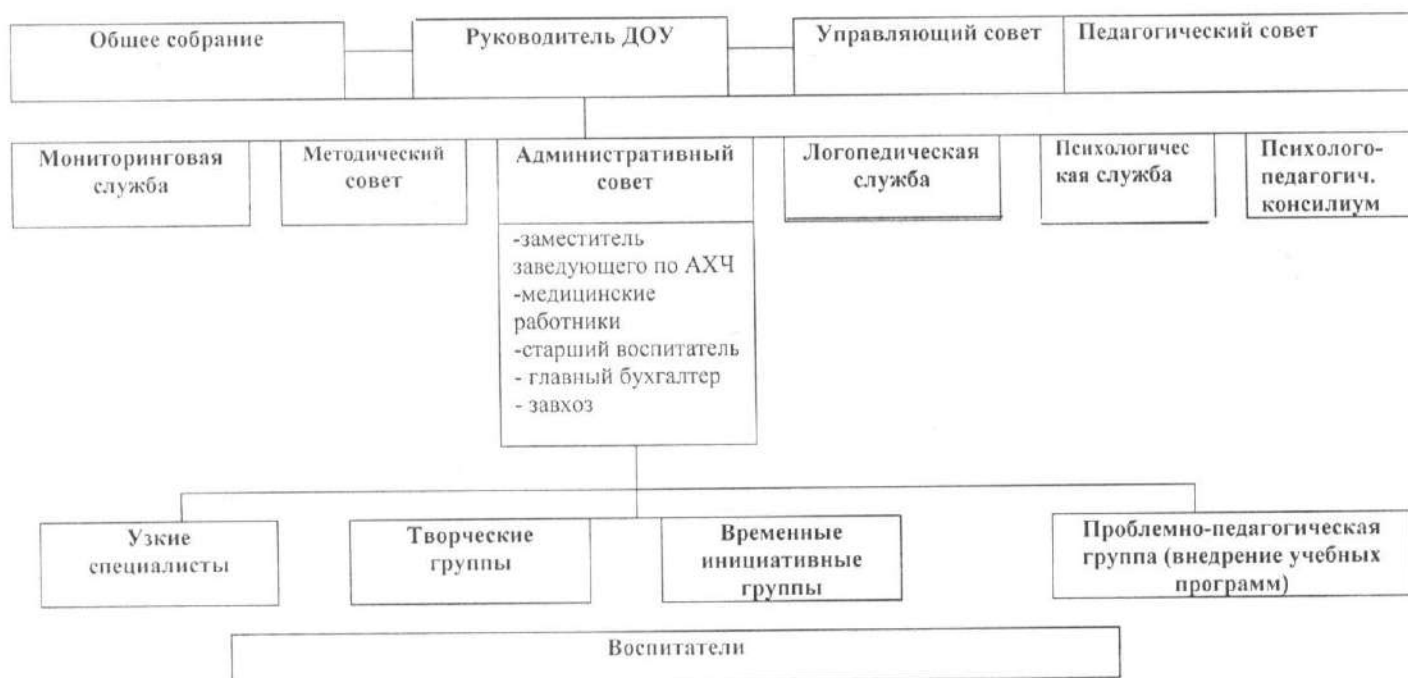 Общее собрание
Руководитель ДОУ
Управляющий совет
Педагогический совет
Мониторинговая
служба
Методический
совет
Административный
совет
Логопедическая
служба
Психологичес
кая служба
Психолого-
педагогич.
консилиум
-заместитель
заведующего по АХЧ
-медицинские
работники
-старший воспитатель
- главный бухгалтер
- завхоз
Узкие
специалисты
Творческие
группы
Временные
инициативные
группы
Проблемно-педагогическая
группа (внедрение учебных
программ)
Воспитатели